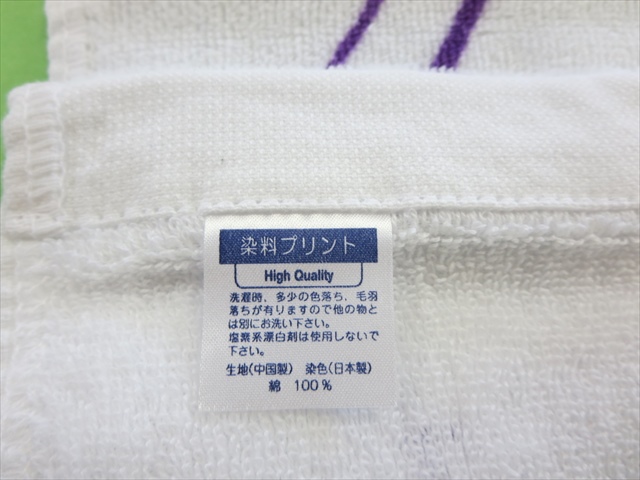 染料プリント
High Quality
洗濯時、多少の色落ち、毛羽
落ちが有りますので他の物と
は別にお洗い下さい。
塩素系漂白剤は使用しないで
下さい。
生地(中国製) 染色(日本製)
綿 100%